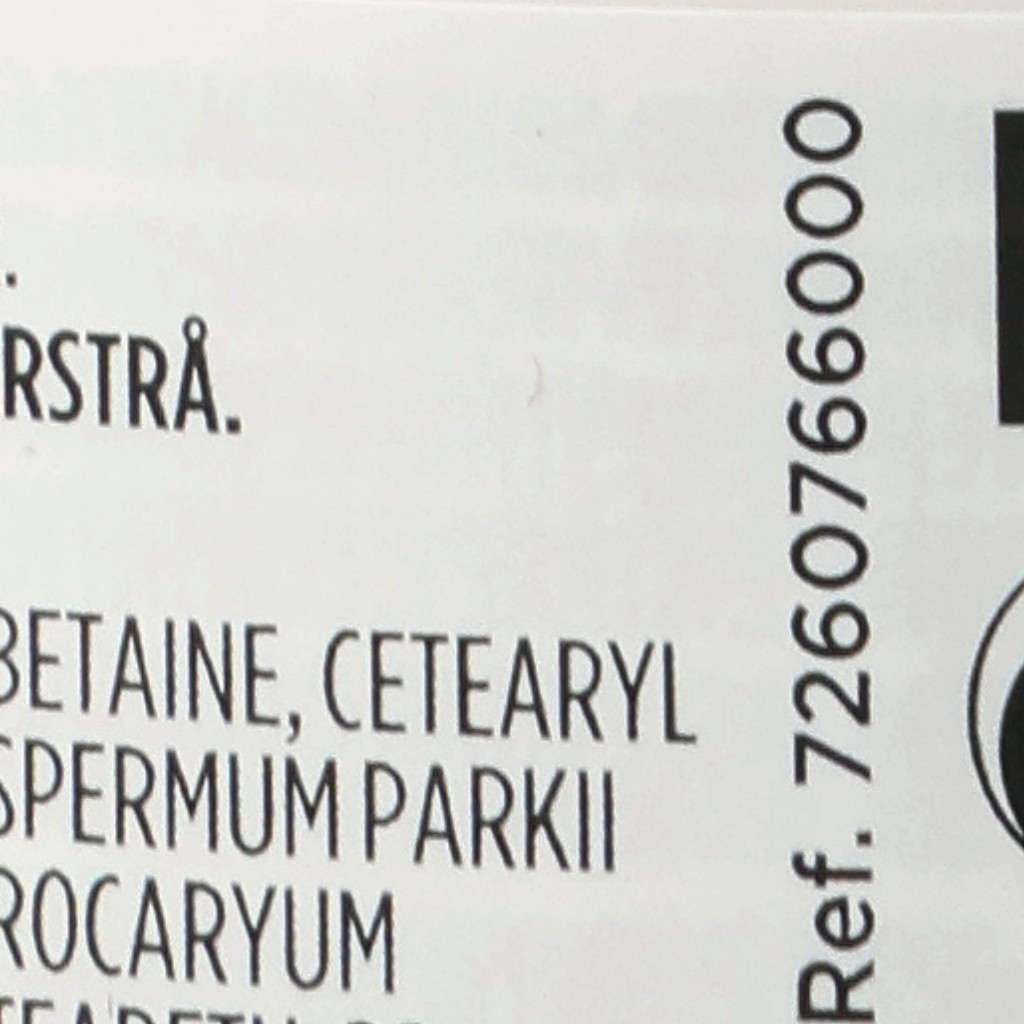 RSTRÅ.
BETAINE, CETEARYL
SPERMUM PARKII
ROCARYUM
Ref. 7260766000